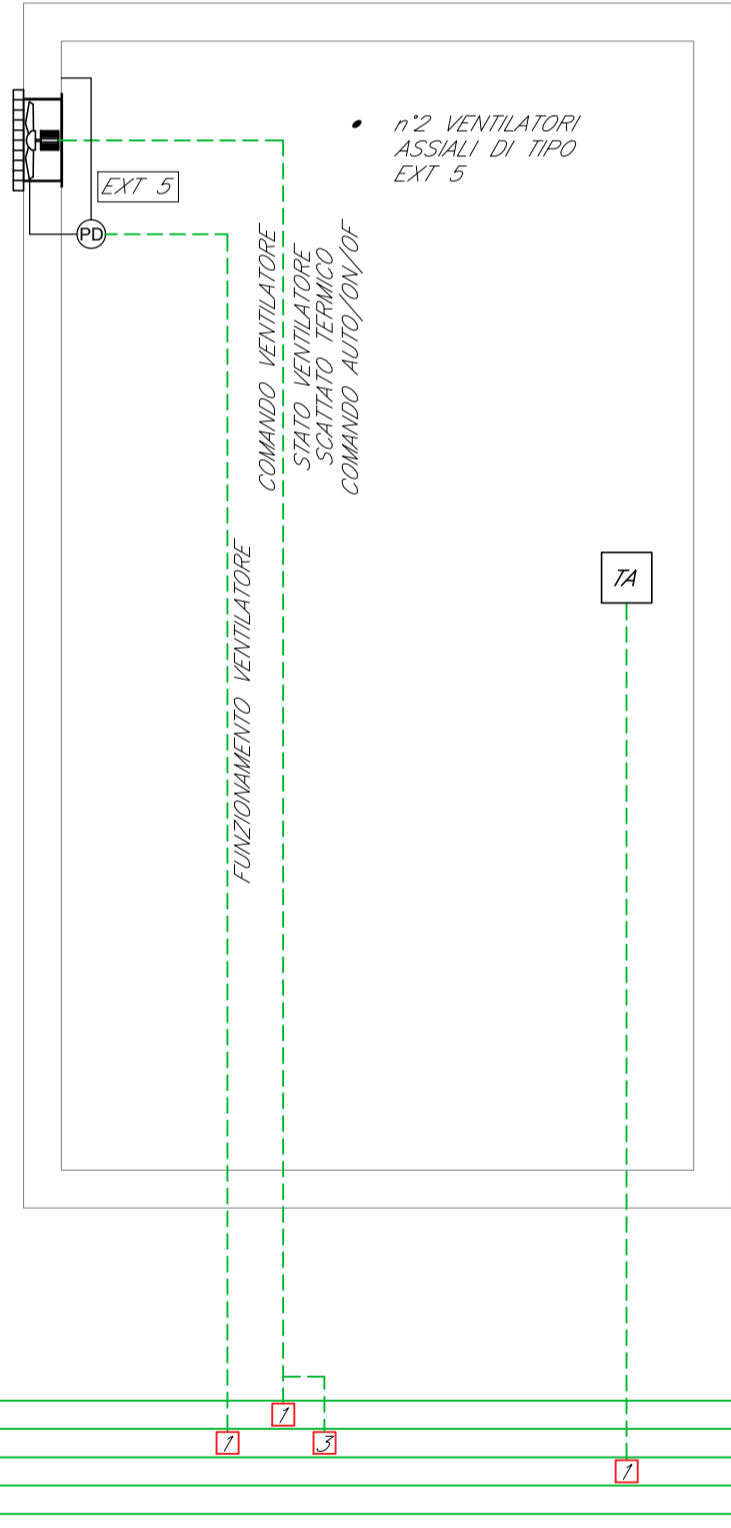 • n°2 VENTILATORI
ASSIALI DI TIPO
EXT 5
EXT 5
PD
COMANDO VENTILATORE
STATO VENTILATORE
SCATTATO TERMICO
COMANDO AUTO/ON/OF
FUNZIONAMENTO VENTILATORE
TA
1
1
3
1